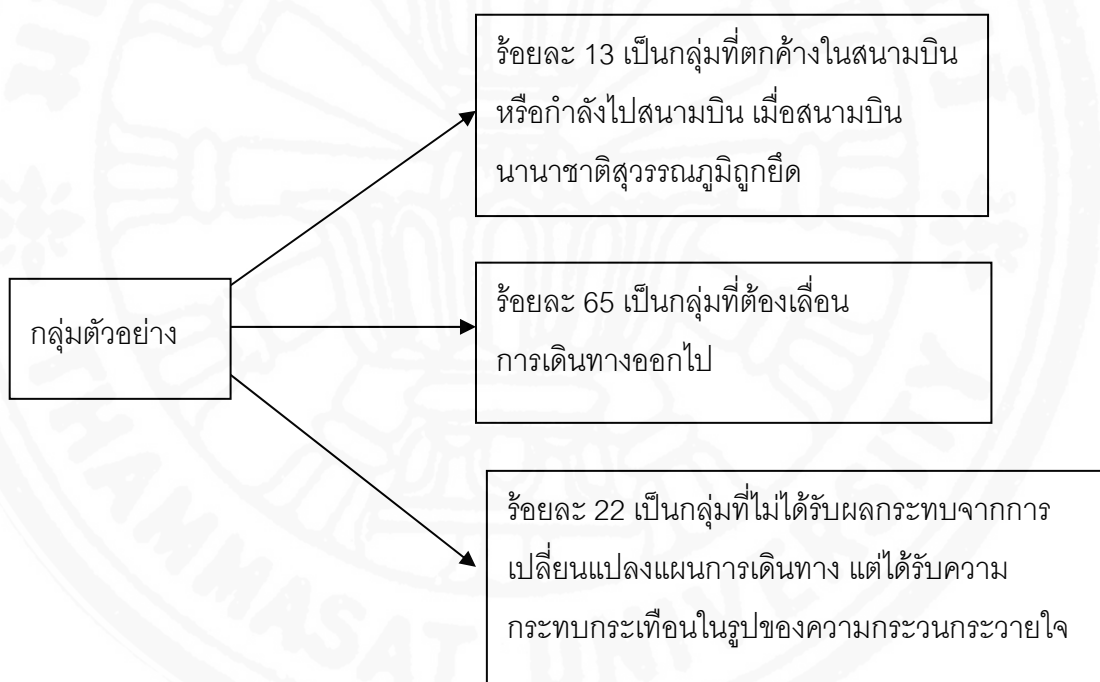 ร้อยละ 13 เป็นกลุ่มที่ตกค้างในสนามบิน
หรือกำลังไปสนามบิน เมื่อสนามบิน
นานาชาติสุวรรณภูมิถูกยึด
กลุ่มตัวอย่าง
ร้อยละ 65 เป็นกลุ่มที่ต้องเลื่อน
การเดินทางออกไป
ร้อยละ 22 เป็นกลุ่มที่ไม่ได้รับผลกระทบจากการ
เปลี่ยนแปลงแผนการเดินทาง แต่ได้รับความ
กระทบกระเทือนในรูปของความกระวนกระวายใจ
THAMMASAT UNIVERSITY